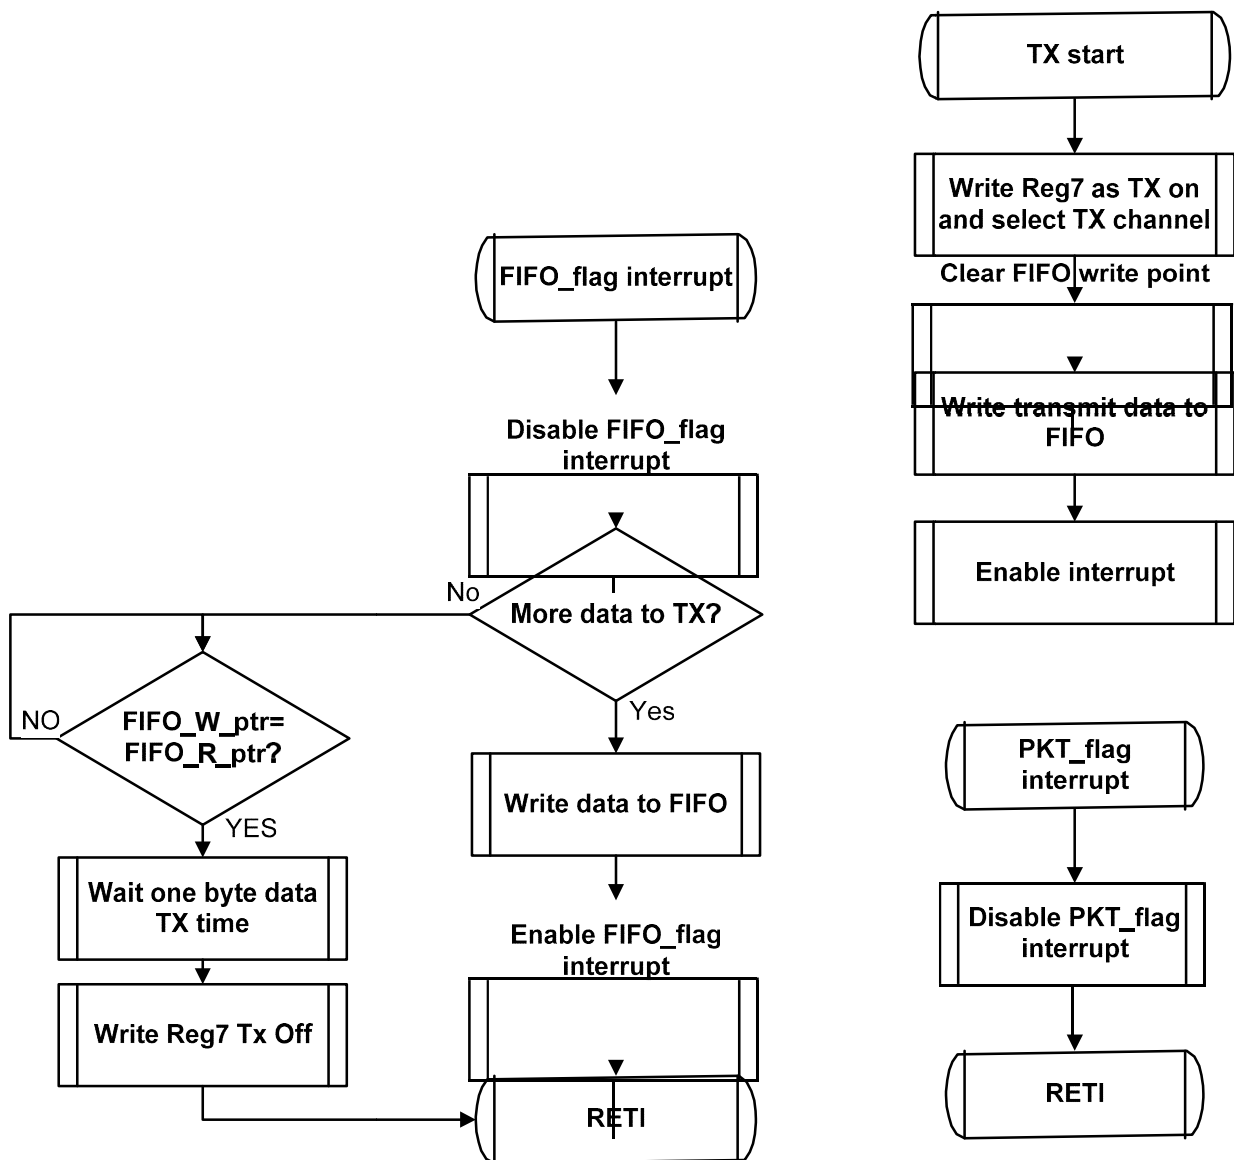 TX start
Write Reg7 as TX on
and select TX channel
Clear FIFO write point
Write transmit data to
FIFO
Enable interrupt
FIFO_flag interrupt
Disable FIFO_flag
interrupt
No
More data to TX?
Yes
NO
FIFO_W_ptr=
FIFO_R_ptr?
YES
Write data to FIFO
Wait one byte data
TX time
Enable FIFO_flag
interrupt
Write Reg7 Tx Off
RETI
PKT_flag
interrupt
Disable PKT_flag
interrupt
RETI